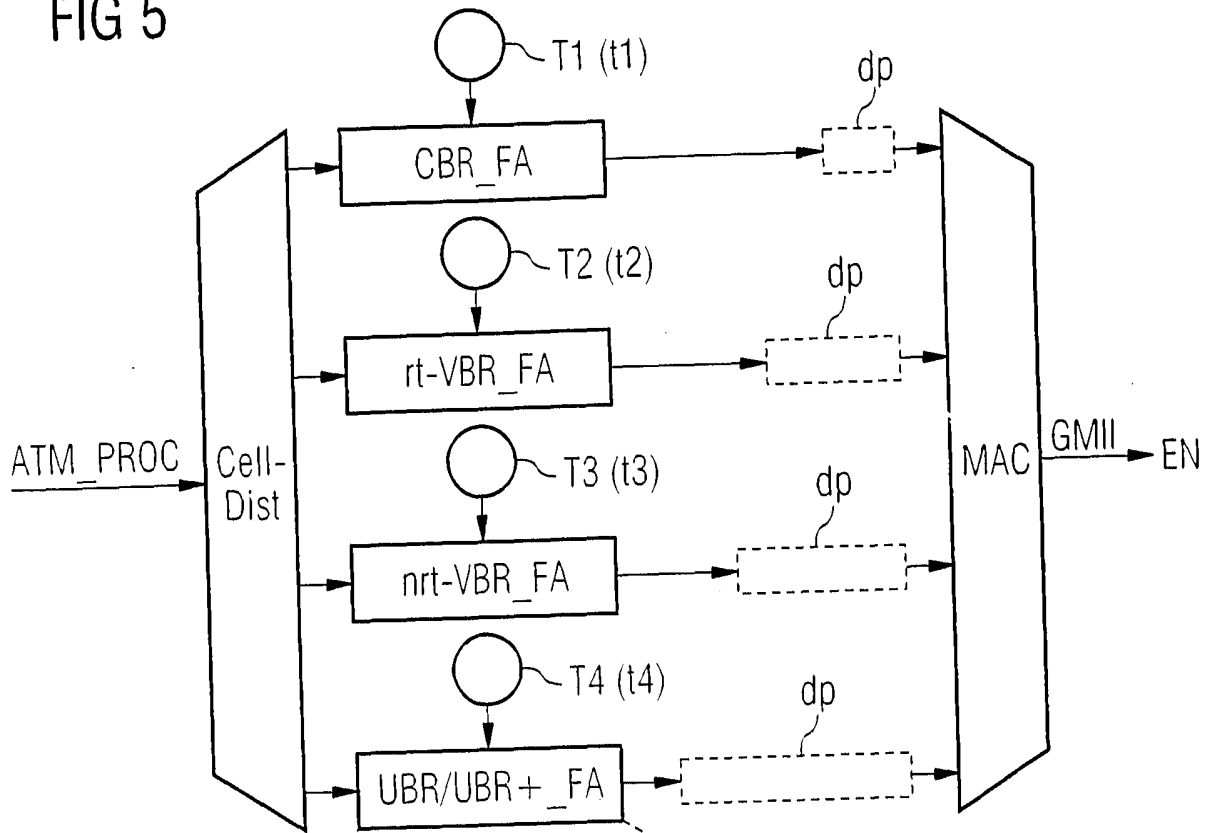 FIG 5
T1 (t1)
dp
CBR_FA
T2 (t2)
dp
rt-VBR_FA
ATM_PROC
Cell-
Dist
T3 (t3)
dp
MAC
GMII
EN
nrt-VBR_FA
T4 (t4)
dp
UBR/UBR+_FA